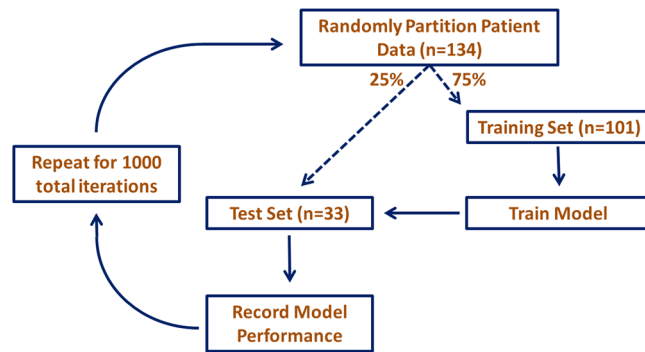 Randomly Partition Patient
Data (n=134)
25%
75%
Training Set (n=101)
Repeat for 1000
total iterations
Test Set (n=33)
Train Model
Record Model
Performance